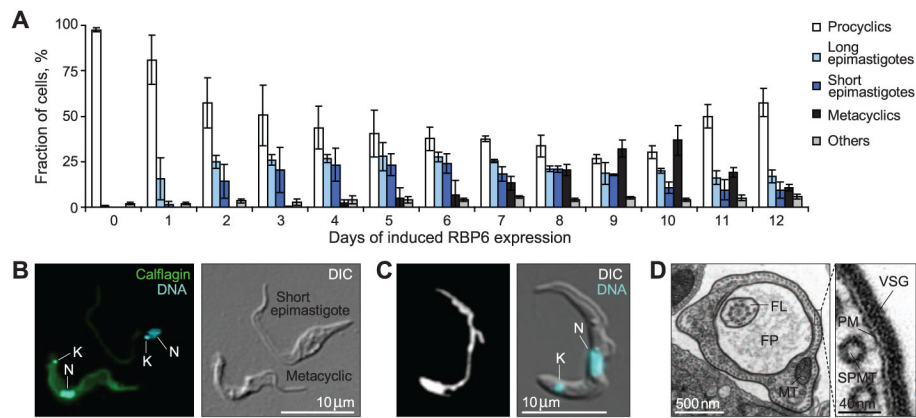 A
100
75
50
25
0
Fraction of cells, %
0 1 2 3 4 5 6 7 8 9 10 11 12
Days of induced RBP6 expression
Procyclics
Long
epimastigotes
Short
epimastigotes
Metacyclics
Others
B
Calflagin
DNA
K
N
K
N
DIC
Short
epimastigote
Metacyclic
10 µm
C
DIC
DNA
N
K
10 µm
D
FL
FP
MT
500 nm
VSG
PM
SPMT
40nm